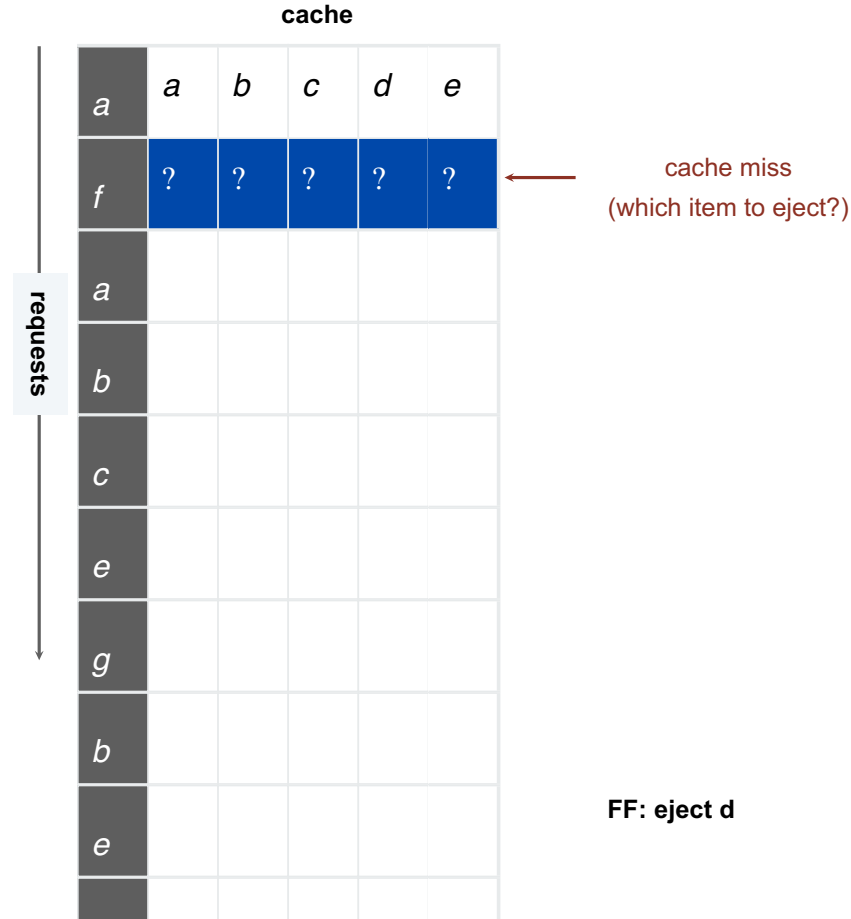 cache
a a b c d e
f ? ? ? ? ?
cache miss
(which item to eject?)
a
requests
b
c
e
g
b
FF: eject d
e